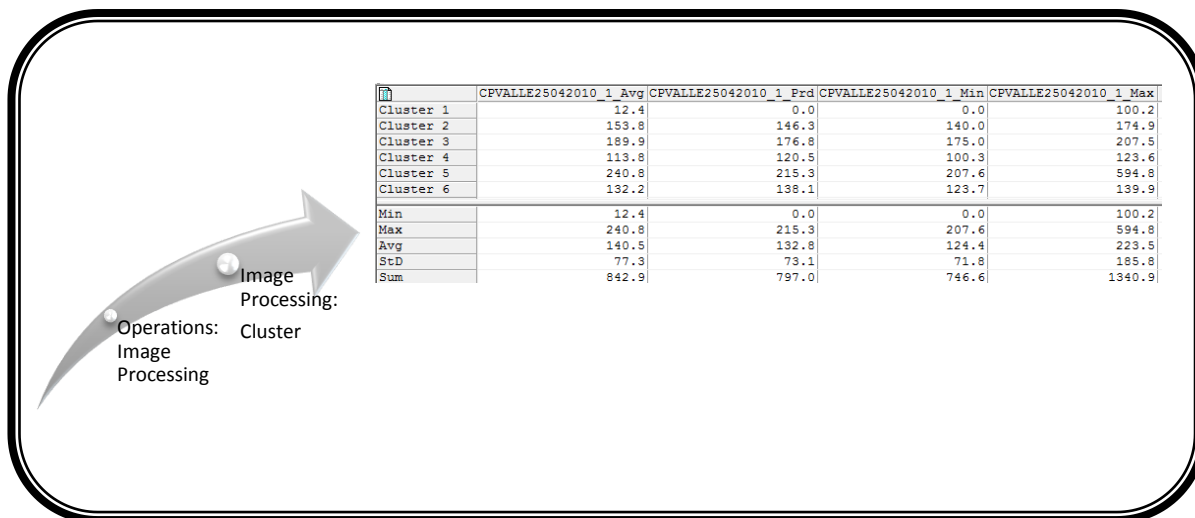 CPVALLE25042010_1_Avg CPVALLE25042010_1_Prd CPVALLE25042010_1_Min CPVALLE25042010_1_Max
Cluster 1 12.4 0.0 0.0 100.2
Cluster 2 153.8 146.3 140.0 174.9
Cluster 3 189.9 176.8 175.0 207.5
Cluster 4 113.8 120.5 100.3 123.6
Cluster 5 240.8 215.3 207.6 594.8
Cluster 6 132.2 138.1 123.7 139.9
Min 12.4 0.0 0.0 100.2
Max 240.8 215.3 207.6 594.8
Avg 140.5 132.8 124.4 223.5
StD 77.3 73.1 71.8 185.8
Sum 842.9 797.0 746.6 1340.9
Operations:
Image
Processing
Image
Processing:
Cluster